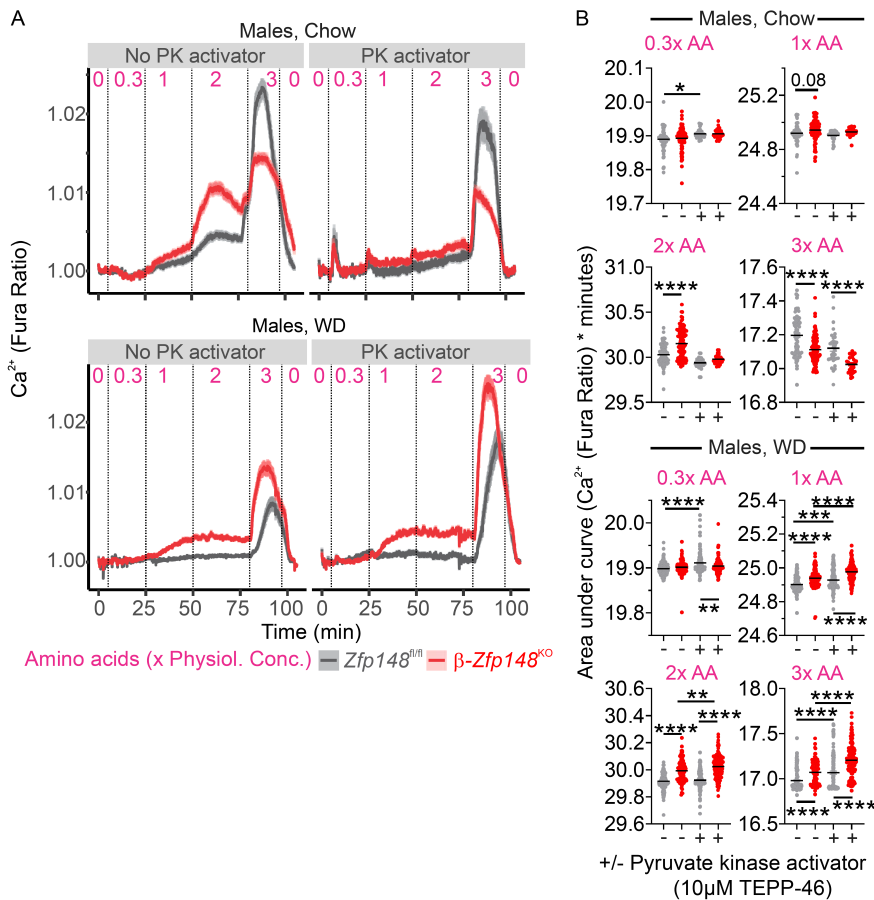 A
Males, Chow
No PK activator
PK activator
0 0.3 1 2 3 0
0 0.3 1 2 3 0
1.02
1.01
1.00
Males, WD
No PK activator
PK activator
0 0.3 1 2 3 0
0 0.3 1 2 3 0
1.02
1.01
1.00
Ca2+ (Fura Ratio)
0 25 50 75 100
0 25 50 75 100
Time (min)
Amino acids (x Physiol. Conc.)
Zfp148fl/fl
β-Zfp148KO
B
Males, Chow
0.3x AA
1x AA
20.1
20.0
19.9
19.8
19.7
*
- - + +
25.2
24.8
24.4
0.08
- - + +
2x AA
3x AA
31.0
30.5
30.0
29.5
****
- - + +
17.6
17.4
17.2
17.0
16.8
****
****
- - + +
Males, WD
0.3x AA
1x AA
20.0
19.9
19.8
****
**
25.4
25.2
25.0
24.8
24.6
****
***
****
****
2x AA
3x AA
30.6
30.4
30.2
30.0
29.8
29.6
**
****
****
- - + +
18.0
17.5
17.0
16.5
****
****
****
****
- - + +
Area under curve (Ca2+ (Fura Ratio) * minutes)
+/- Pyruvate kinase activator
(10µM TEPP-46)